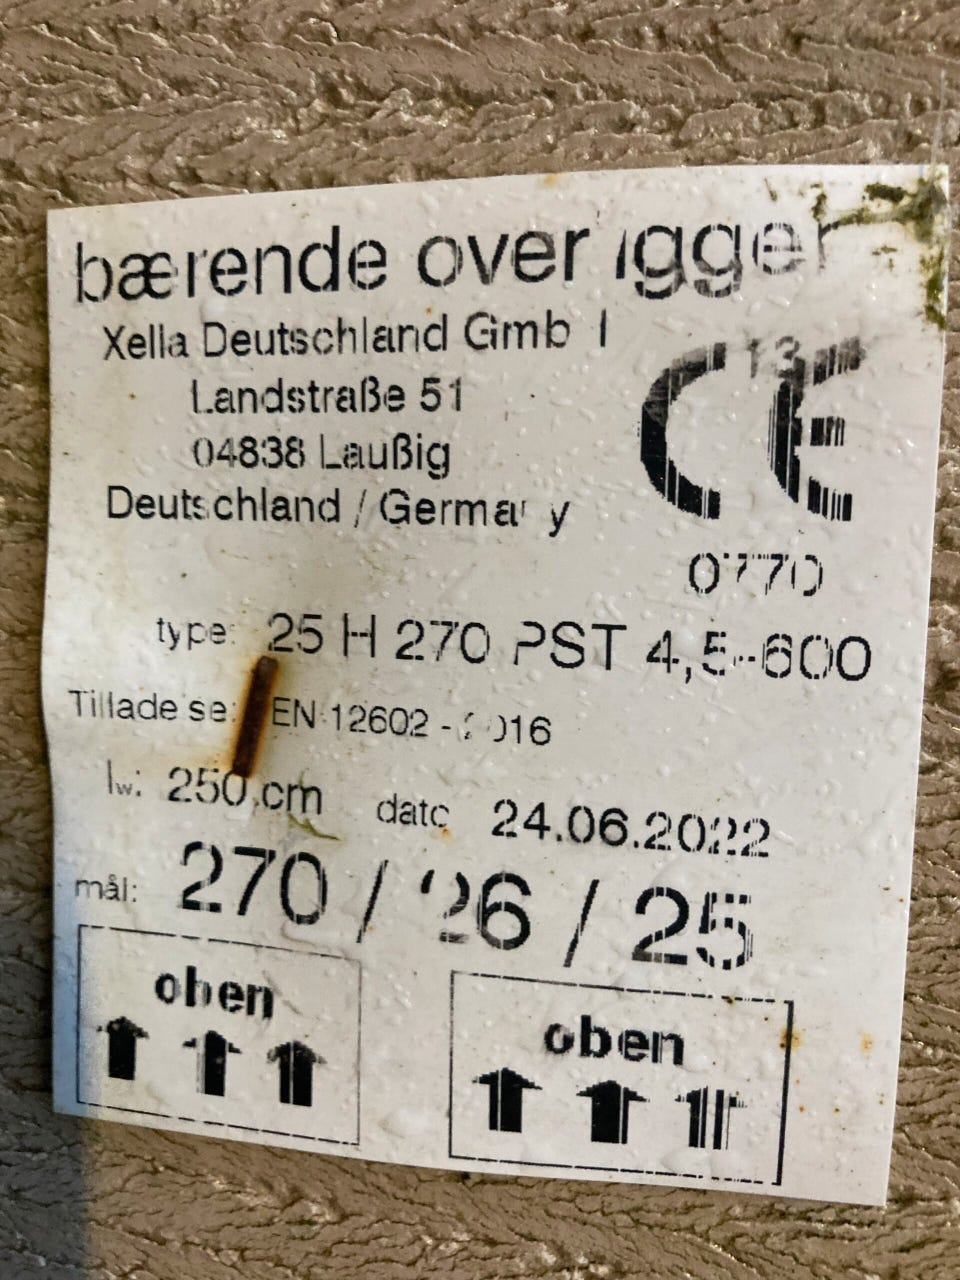 bærende overligger
Xella Deutschland GmbH
Landstraße 51
04838 Laußig
Deutschland / Germany
13
CE
0770
type: 25 H 270 PST 4,5-600
Tilladelse: EN 12602 - 2016
lw: 250 cm dato 24.06.2022
mål: 270 / 26 / 25
oben
oben